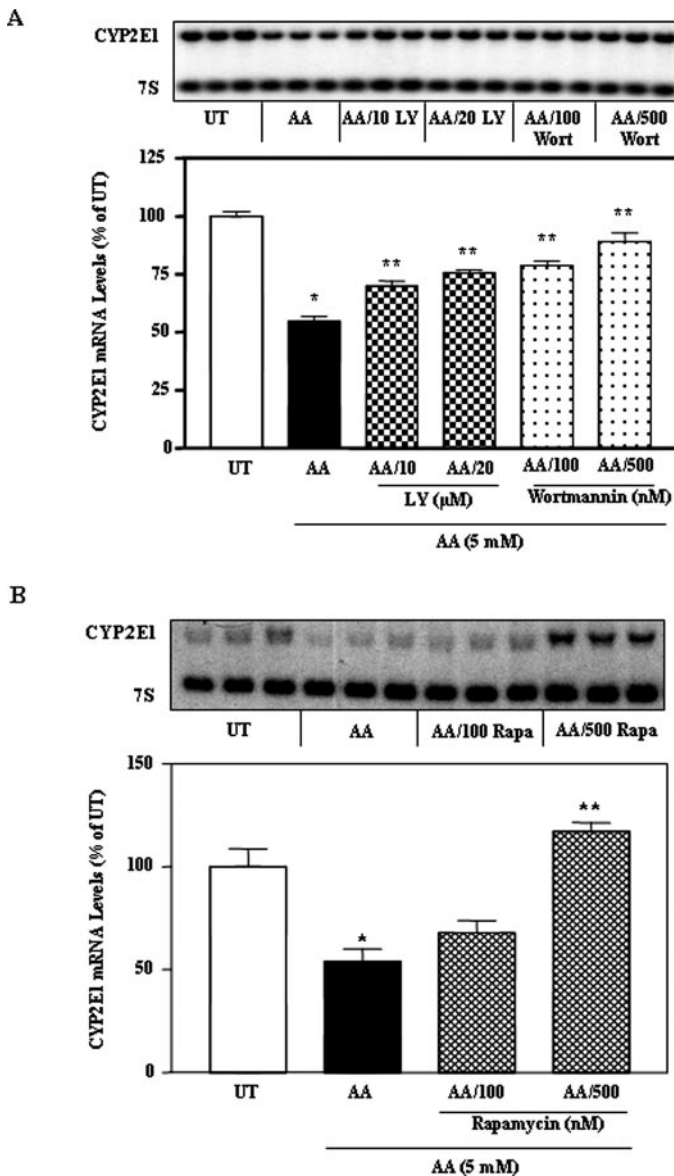 A
CYP2E1
7S
UT AA AA/10 LY AA/20 LY AA/100 Wort AA/500 Wort
CYP2E1 mRNA Levels (% of UT)
125
100
75
50
25
0
*
**
**
**
**
UT AA AA/10 AA/20 AA/100 AA/500
LY (µM) Wortmannin (nM)
AA (5 mM)
B
CYP2E1
7S
UT AA AA/100 Rapa AA/500 Rapa
CYP2E1 mRNA Levels (% of UT)
150
100
50
0
*
**
UT AA AA/100 AA/500
Rapamycin (nM)
AA (5 mM)